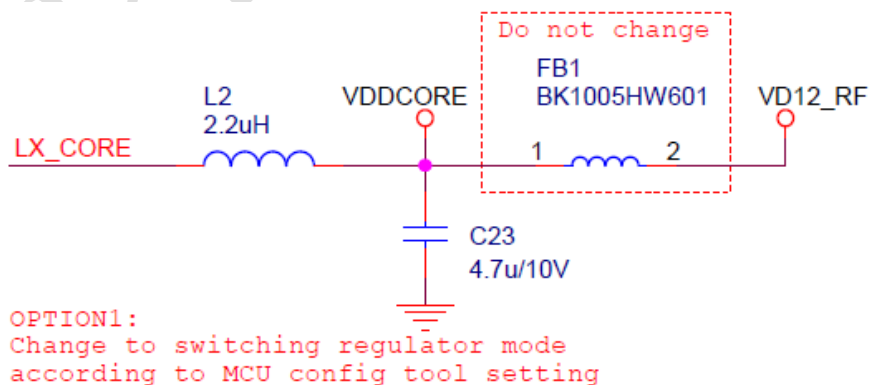 Do not change
FB1
L2 VDDCORE BK1005HW601 VD12_RF
2.2uH
LX_CORE 1 2
C23
4.7u/10V
OPTION1:
Change to switching regulator mode
according to MCU config tool setting